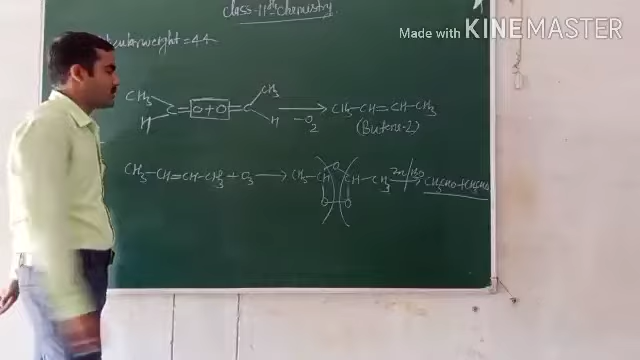 Class-11th Chemistry.
Made with KINEMASTER
weight = 44
CH3 CH3
C=O+O=C ⟶ CH3-CH=CH-CH3
H H -O2 (Butene-2)
CH3-CH=CH-CH3+O3 ⟶ CH3-CH O CH-CH3 Zn/H2O CH3CHO+CH3CHO
O-O